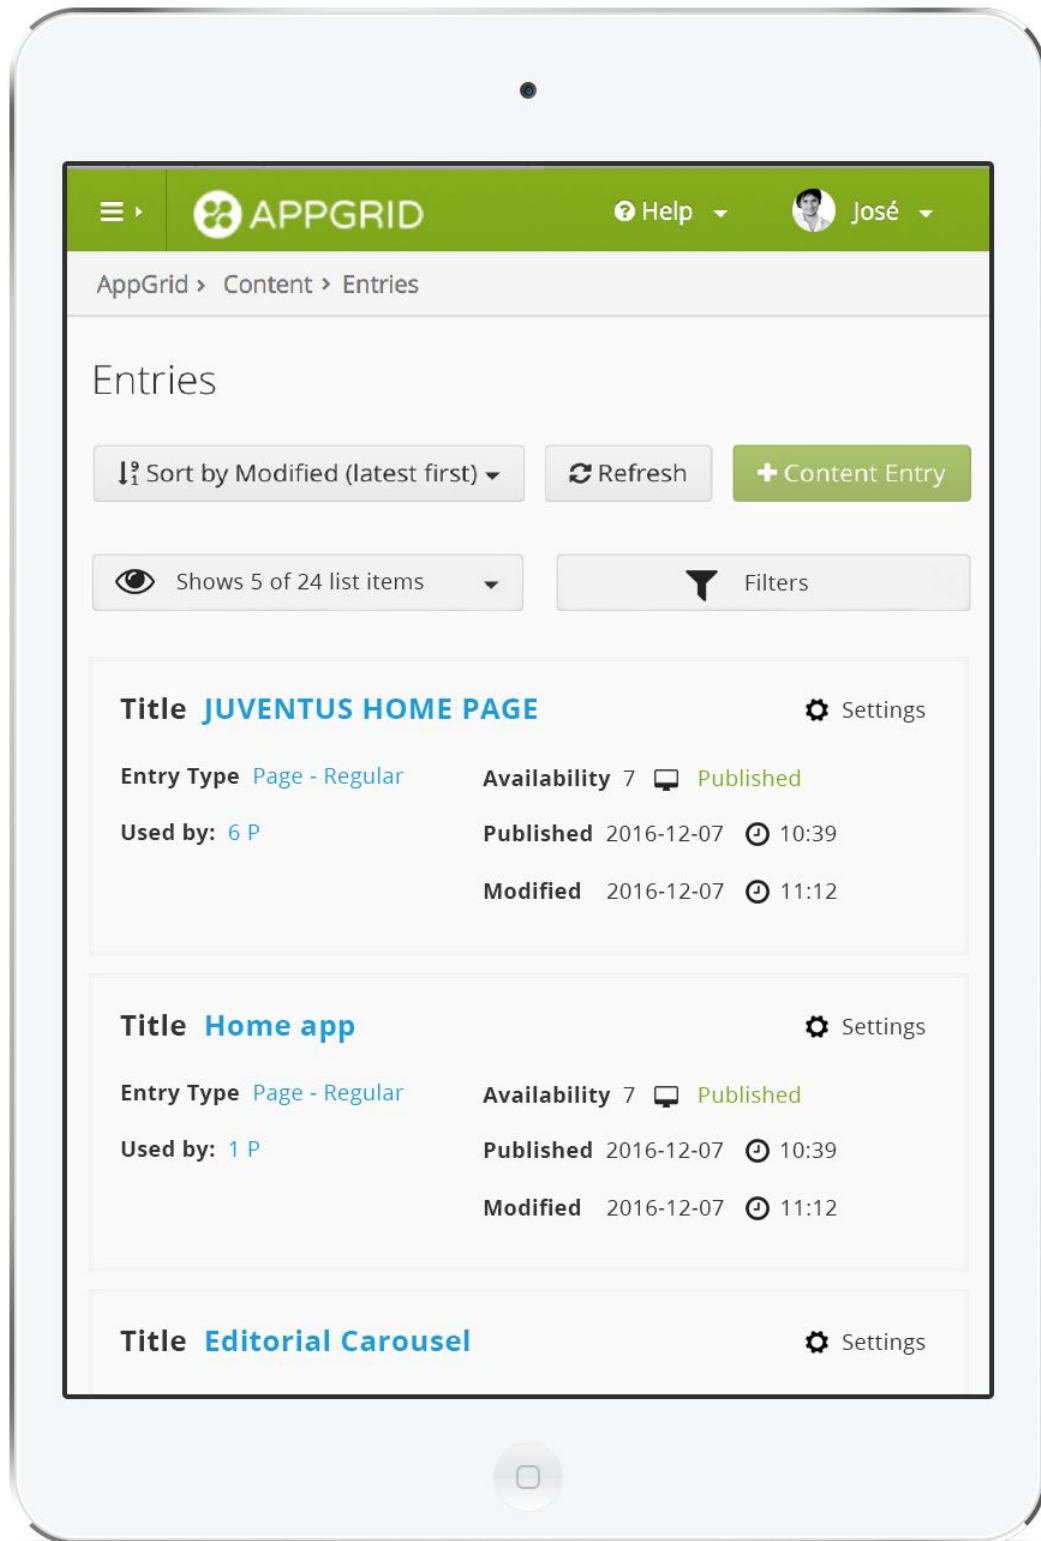 APPGRID Help José
AppGrid > Content > Entries
Entries
Sort by Modified (latest first) Refresh + Content Entry
Shows 5 of 24 list items Filters
Title JUVENTUS HOME PAGE Settings
Entry Type Page - Regular Availability 7 Published
Used by: 6 P Published 2016-12-07 10:39
Modified 2016-12-07 11:12
Title Home app Settings
Entry Type Page - Regular Availability 7 Published
Used by: 1 P Published 2016-12-07 10:39
Modified 2016-12-07 11:12
Title Editorial Carousel Settings